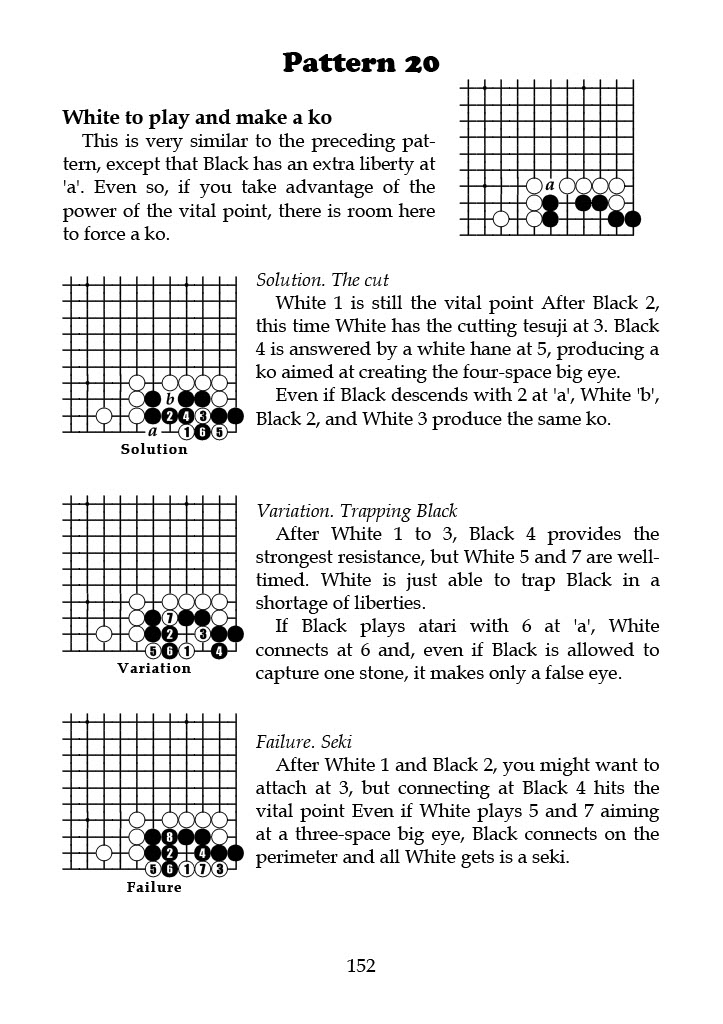 Pattern 20
White to play and make a ko
This is very similar to the preceding pat-
tern, except that Black has an extra liberty at
'a'. Even so, if you take advantage of the
power of the vital point, there is room here
to force a ko.
a
Solution. The cut
White 1 is still the vital point After Black 2,
this time White has the cutting tesuji at 3. Black
4 is answered by a white hane at 5, producing a
ko aimed at creating the four-space big eye.
Even if Black descends with 2 at 'a', White 'b',
Black 2, and White 3 produce the same ko.
b
2 4 3
a 1 6 5
Solution
Variation. Trapping Black
After White 1 to 3, Black 4 provides the
strongest resistance, but White 5 and 7 are well-
timed. White is just able to trap Black in a
shortage of liberties.
If Black plays atari with 6 at 'a', White
connects at 6 and, even if Black is allowed to
capture one stone, it makes only a false eye.
7
2 3
5 6 1 4
Variation
Failure. Seki
After White 1 and Black 2, you might want to
attach at 3, but connecting at Black 4 hits the
vital point Even if White plays 5 and 7 aiming
at a three-space big eye, Black connects on the
perimeter and all White gets is a seki.
8
2 4
5 6 1 7 3
Failure
152